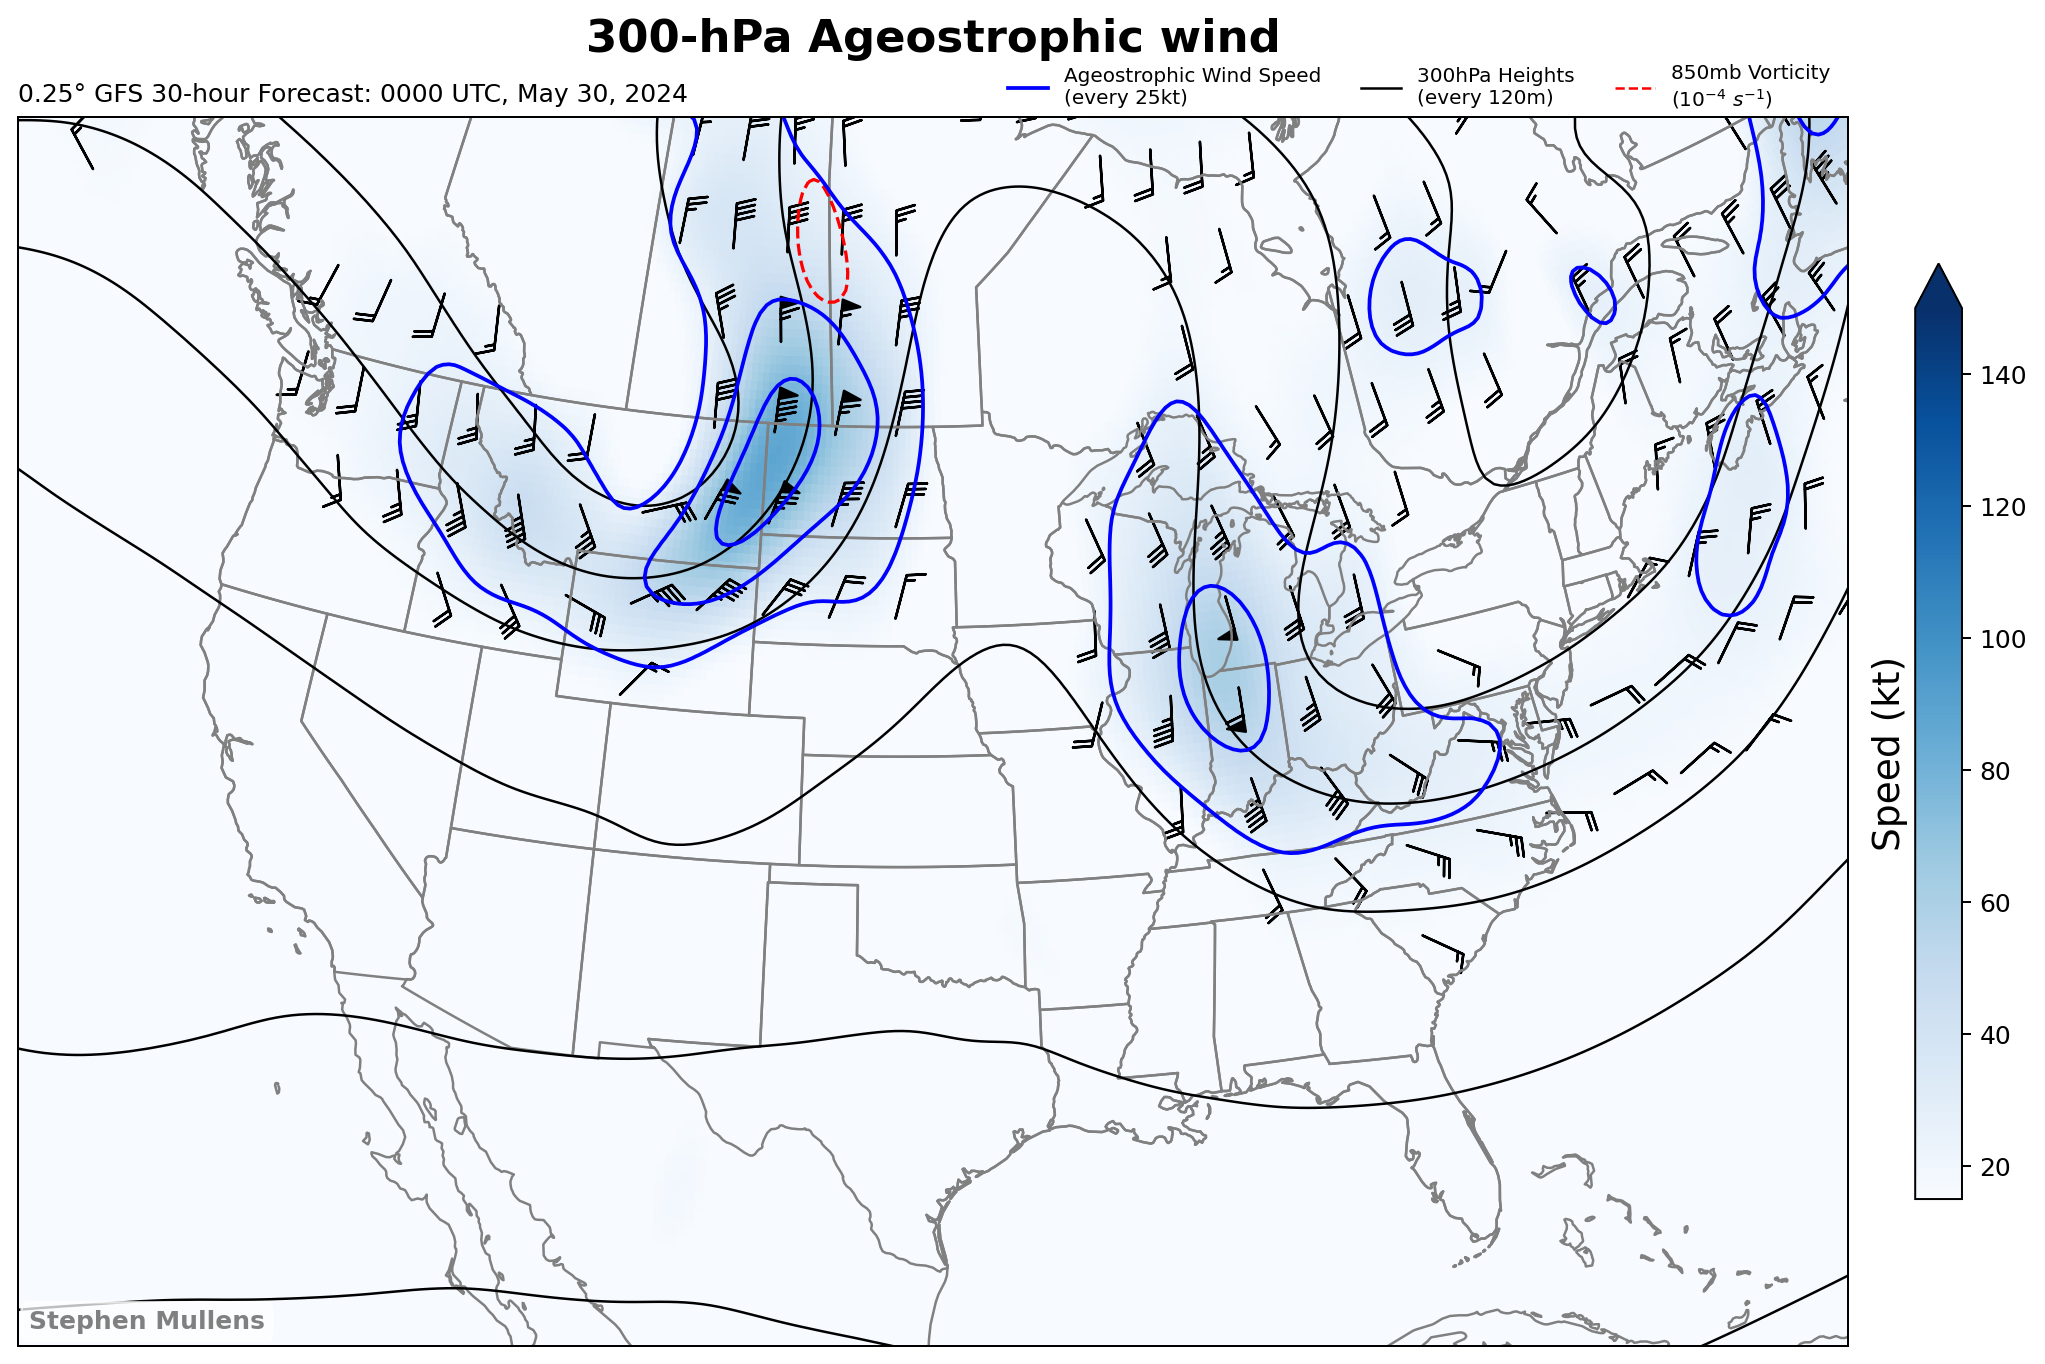 300-hPa Ageostrophic wind
0.25° GFS 30-hour Forecast: 0000 UTC, May 30, 2024
Ageostrophic Wind Speed
(every 25kt)
300hPa Heights
(every 120m)
850mb Vorticity
(10⁻⁴ s⁻¹)
140
120
100
80
60
40
20
Speed (kt)
Stephen Mullens